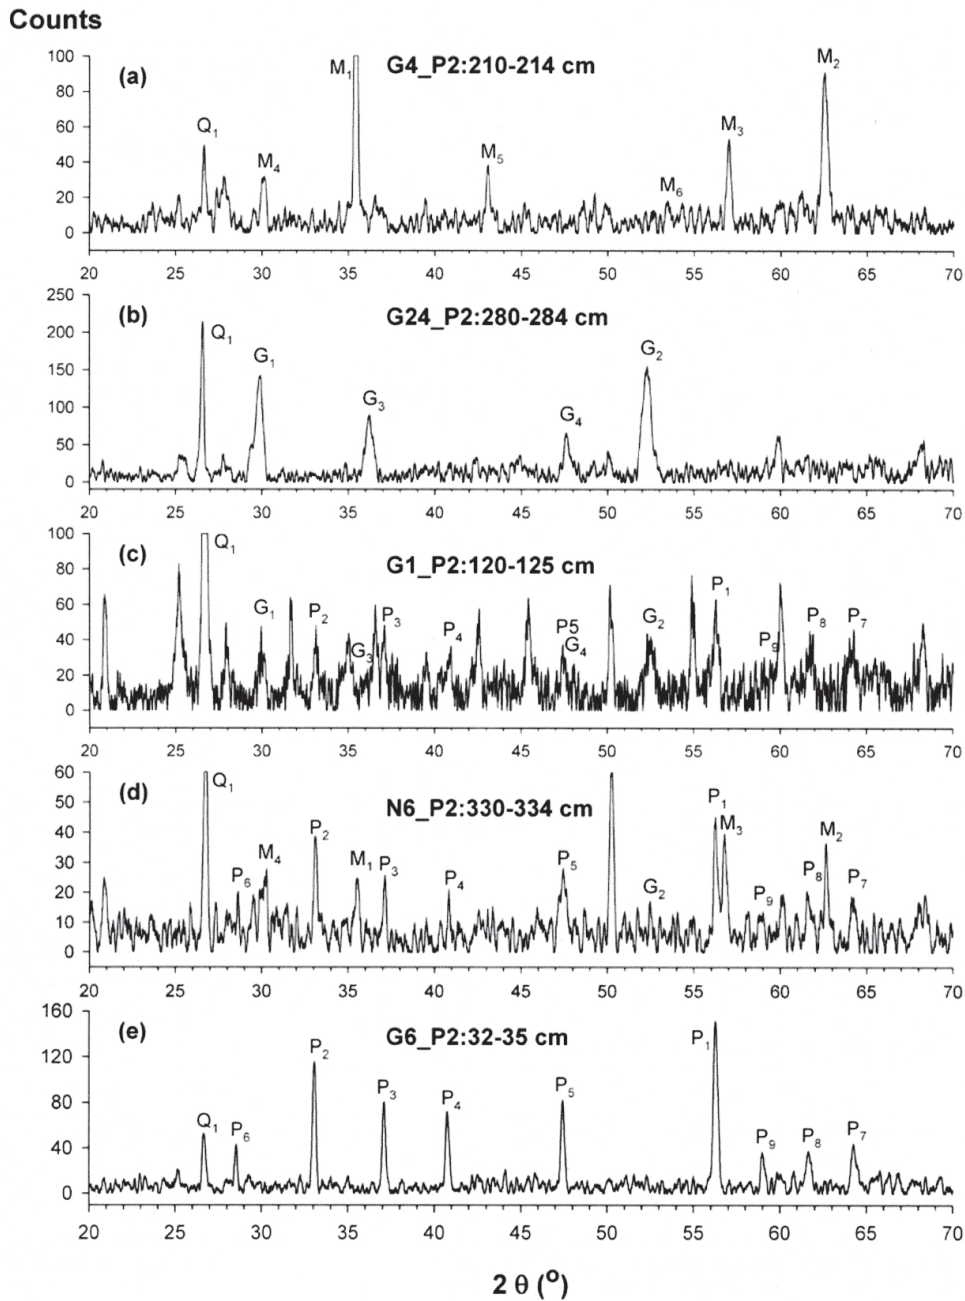 Counts
(a) G4_P2:210-214 cm
100
80
60
40
20
0
Q1 M4 M1 M5 M6 M3 M2
20 25 30 35 40 45 50 55 60 65 70
(b) G24_P2:280-284 cm
250
200
150
100
50
0
Q1 G1 G3 G4 G2
20 25 30 35 40 45 50 55 60 65 70
(c) G1_P2:120-125 cm
100
80
60
40
20
0
Q1 G1 P2 G3 P3 P4 P5 G4 G2 P1 P9 P8 P7
20 25 30 35 40 45 50 55 60 65 70
(d) N6_P2:330-334 cm
60
50
40
30
20
10
0
Q1 P6 M4 P2 M1 P3 P4 P5 G2 P1 M3 P9 P8 M2 P7
20 25 30 35 40 45 50 55 60 65 70
(e) G6_P2:32-35 cm
160
120
80
40
0
Q1 P6 P2 P3 P4 P5 P1 P9 P8 P7
20 25 30 35 40 45 50 55 60 65 70
2 θ (º)